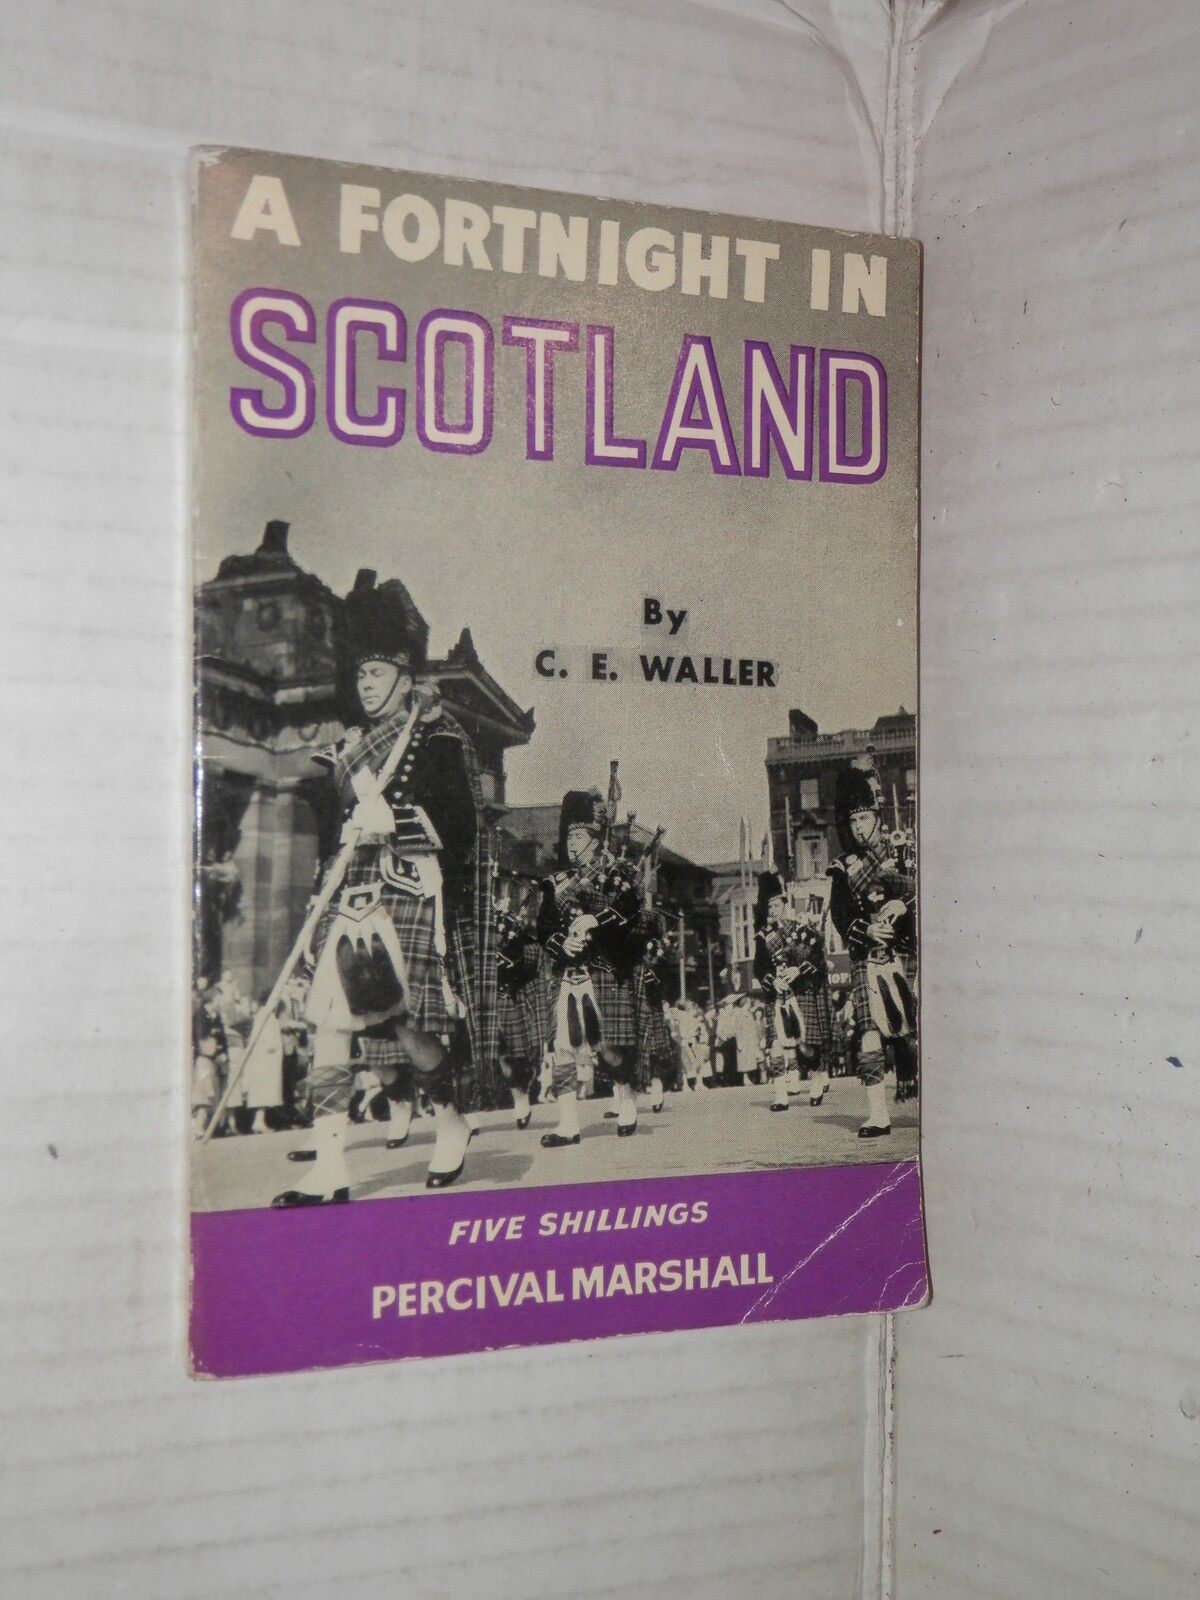 A FORTNIGHT IN
SCOTLAND
By
C. E. WALLER
FIVE SHILLINGS
PERCIVAL MARSHALL